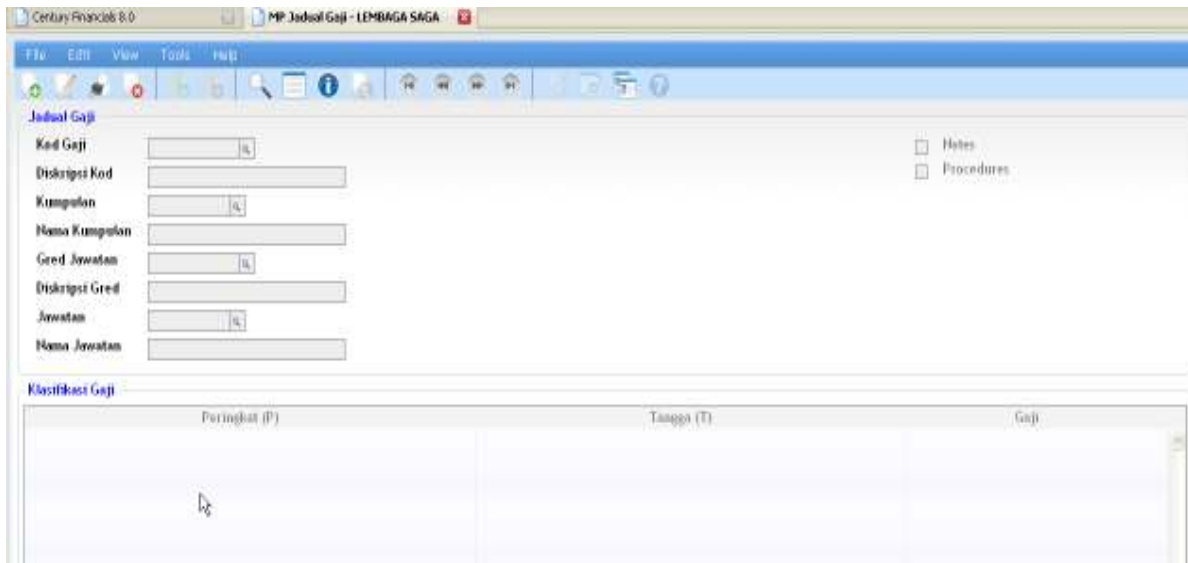 Century Financials 8.0
MP Jadual Gaji - LEMBAGA SAGA
File Edit View Tools Help
Jadual Gaji
Kod Gaji
Notes
Diskripsi Kod
Procedures
Kumpulan
Nama Kumpulan
Gred Jawatan
Diskripsi Gred
Jawatan
Nama Jawatan
Klasifikasi Gaji
Peringkat (P) Tangga (T) Gaji